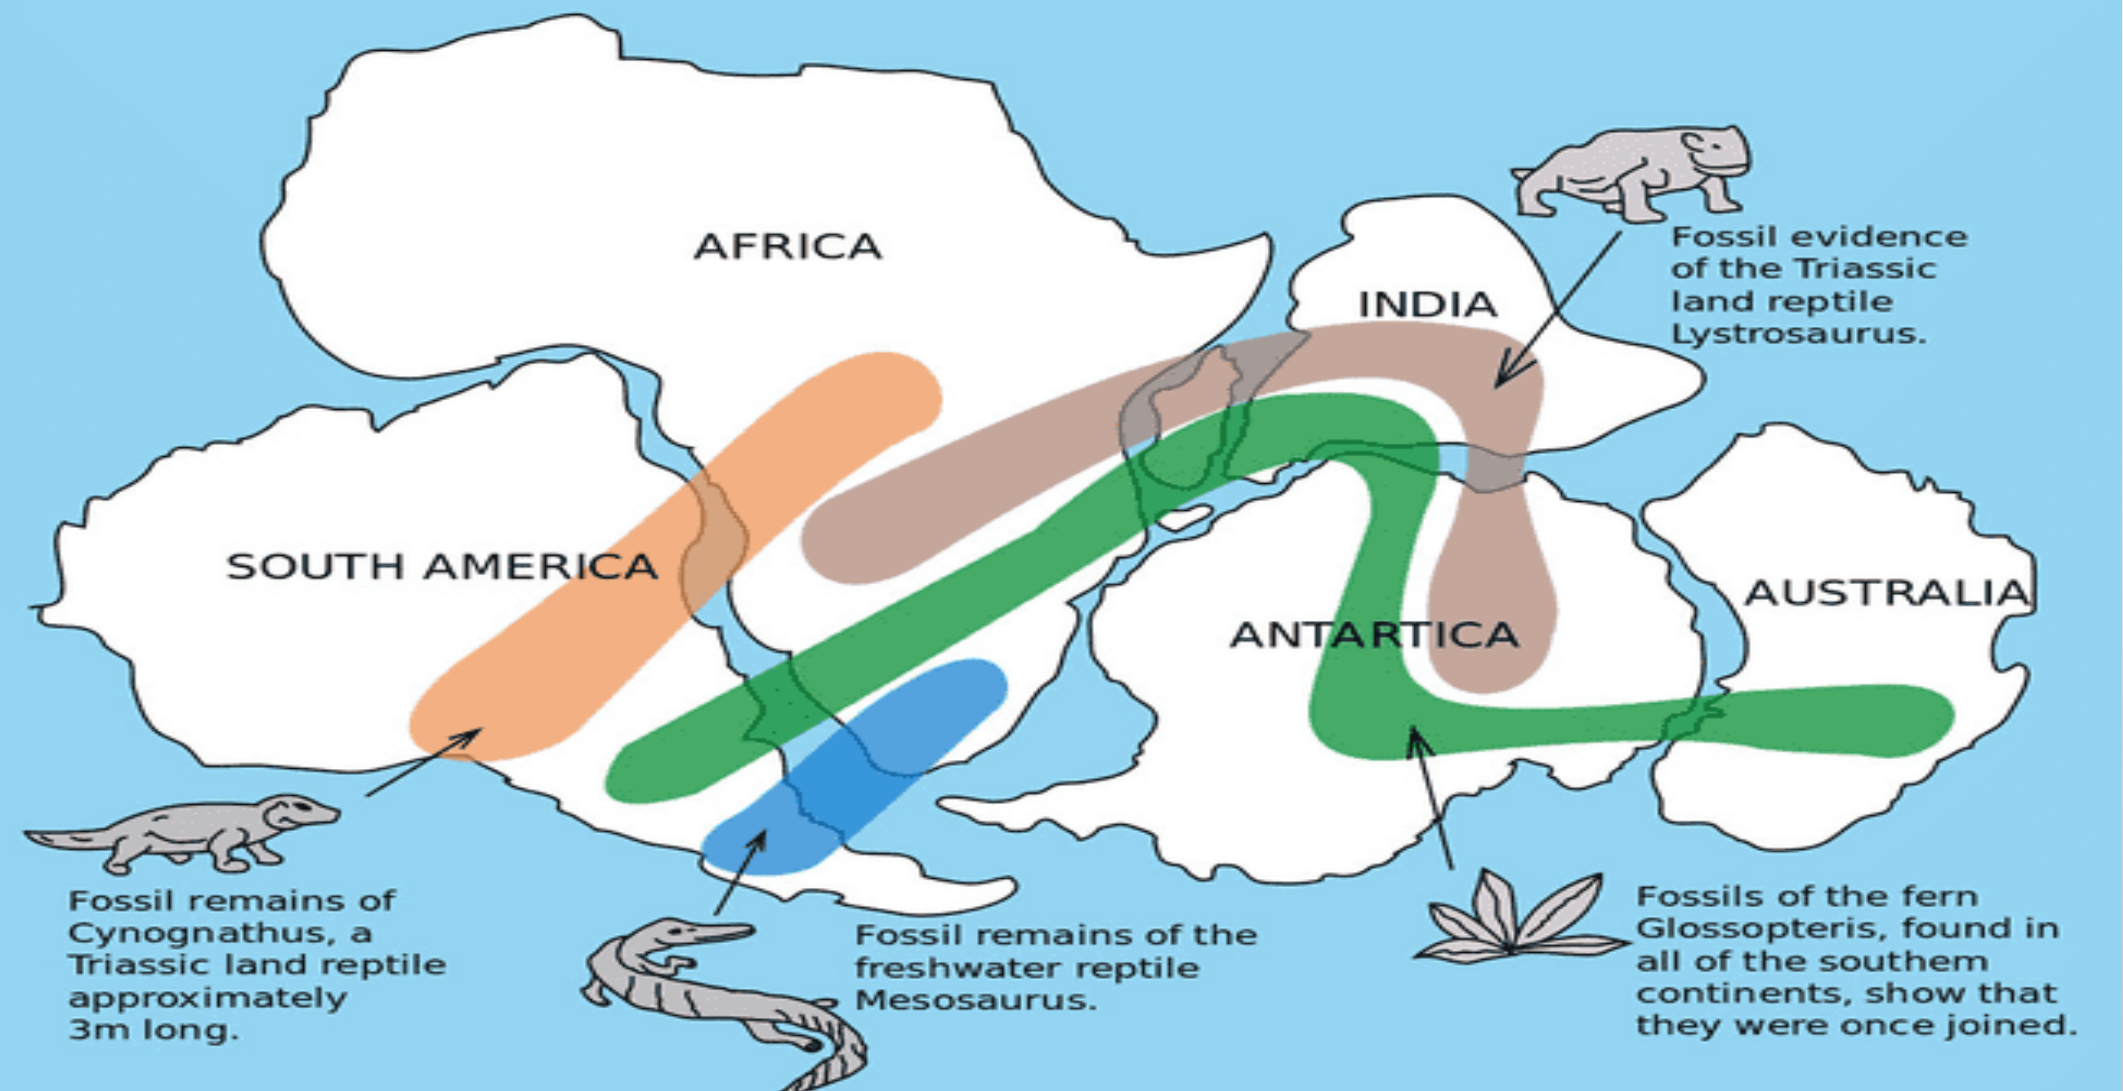 AFRICA
INDIA
Fossil evidence
of the Triassic
land reptile
Lystrosaurus.
SOUTH AMERICA
ANTARTICA
AUSTRALIA
Fossil remains of
Cynognathus, a
Triassic land reptile
approximately
3m long.
Fossil remains of the
freshwater reptile
Mesosaurus.
Fossils of the fern
Glossopteris, found in
all of the southem
continents, show that
they were once joined.